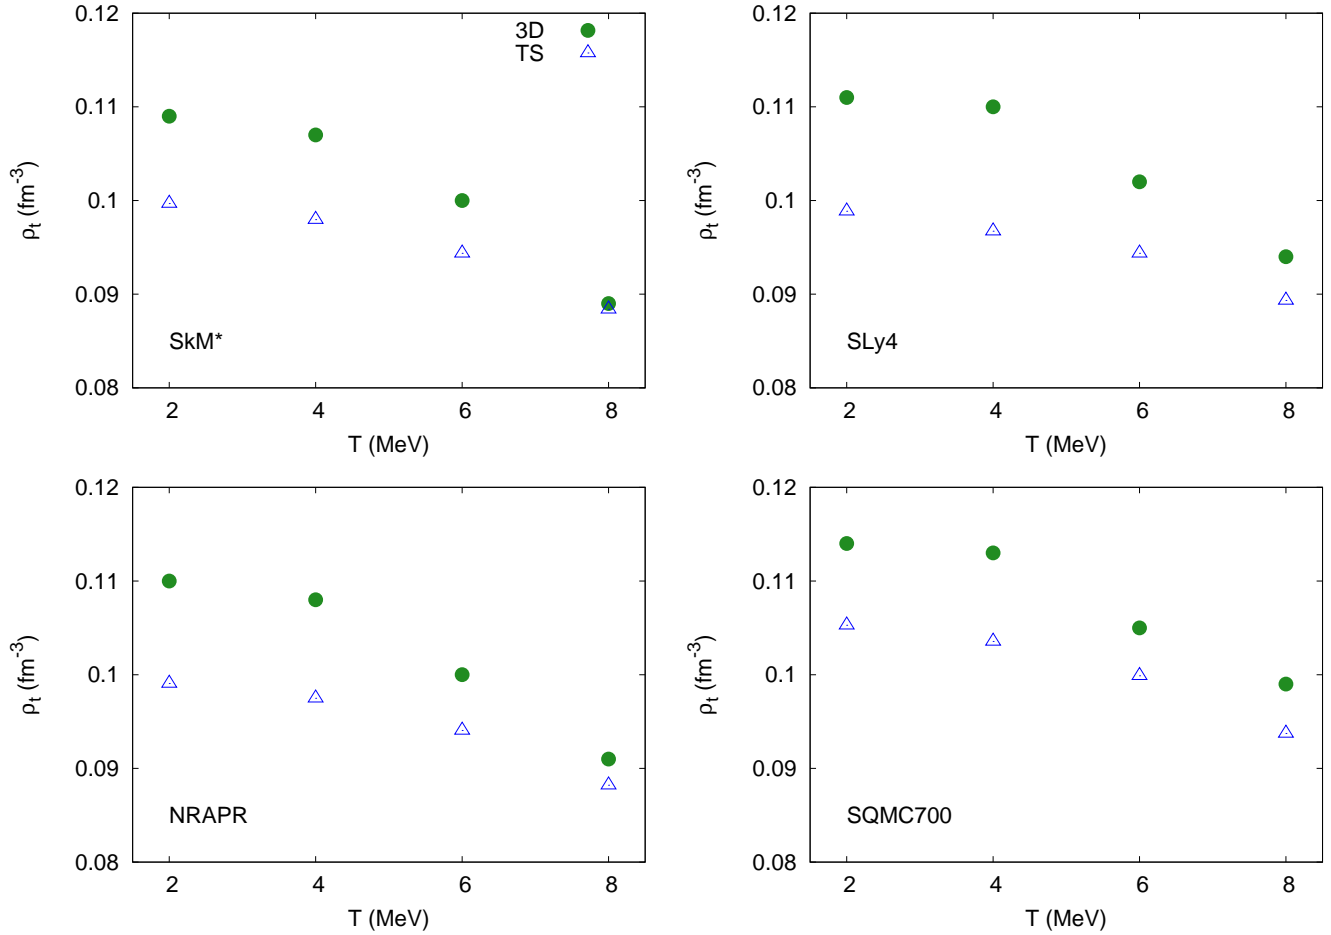 0.12
0.11
0.1
0.09
0.08
ρt (fm-3)
3D
TS
SkM*
2 4 6 8
T (MeV)
0.12
0.11
0.1
0.09
0.08
ρt (fm-3)
SLy4
2 4 6 8
T (MeV)
0.12
0.11
0.1
0.09
0.08
ρt (fm-3)
NRAPR
2 4 6 8
T (MeV)
0.12
0.11
0.1
0.09
0.08
ρt (fm-3)
SQMC700
2 4 6 8
T (MeV)